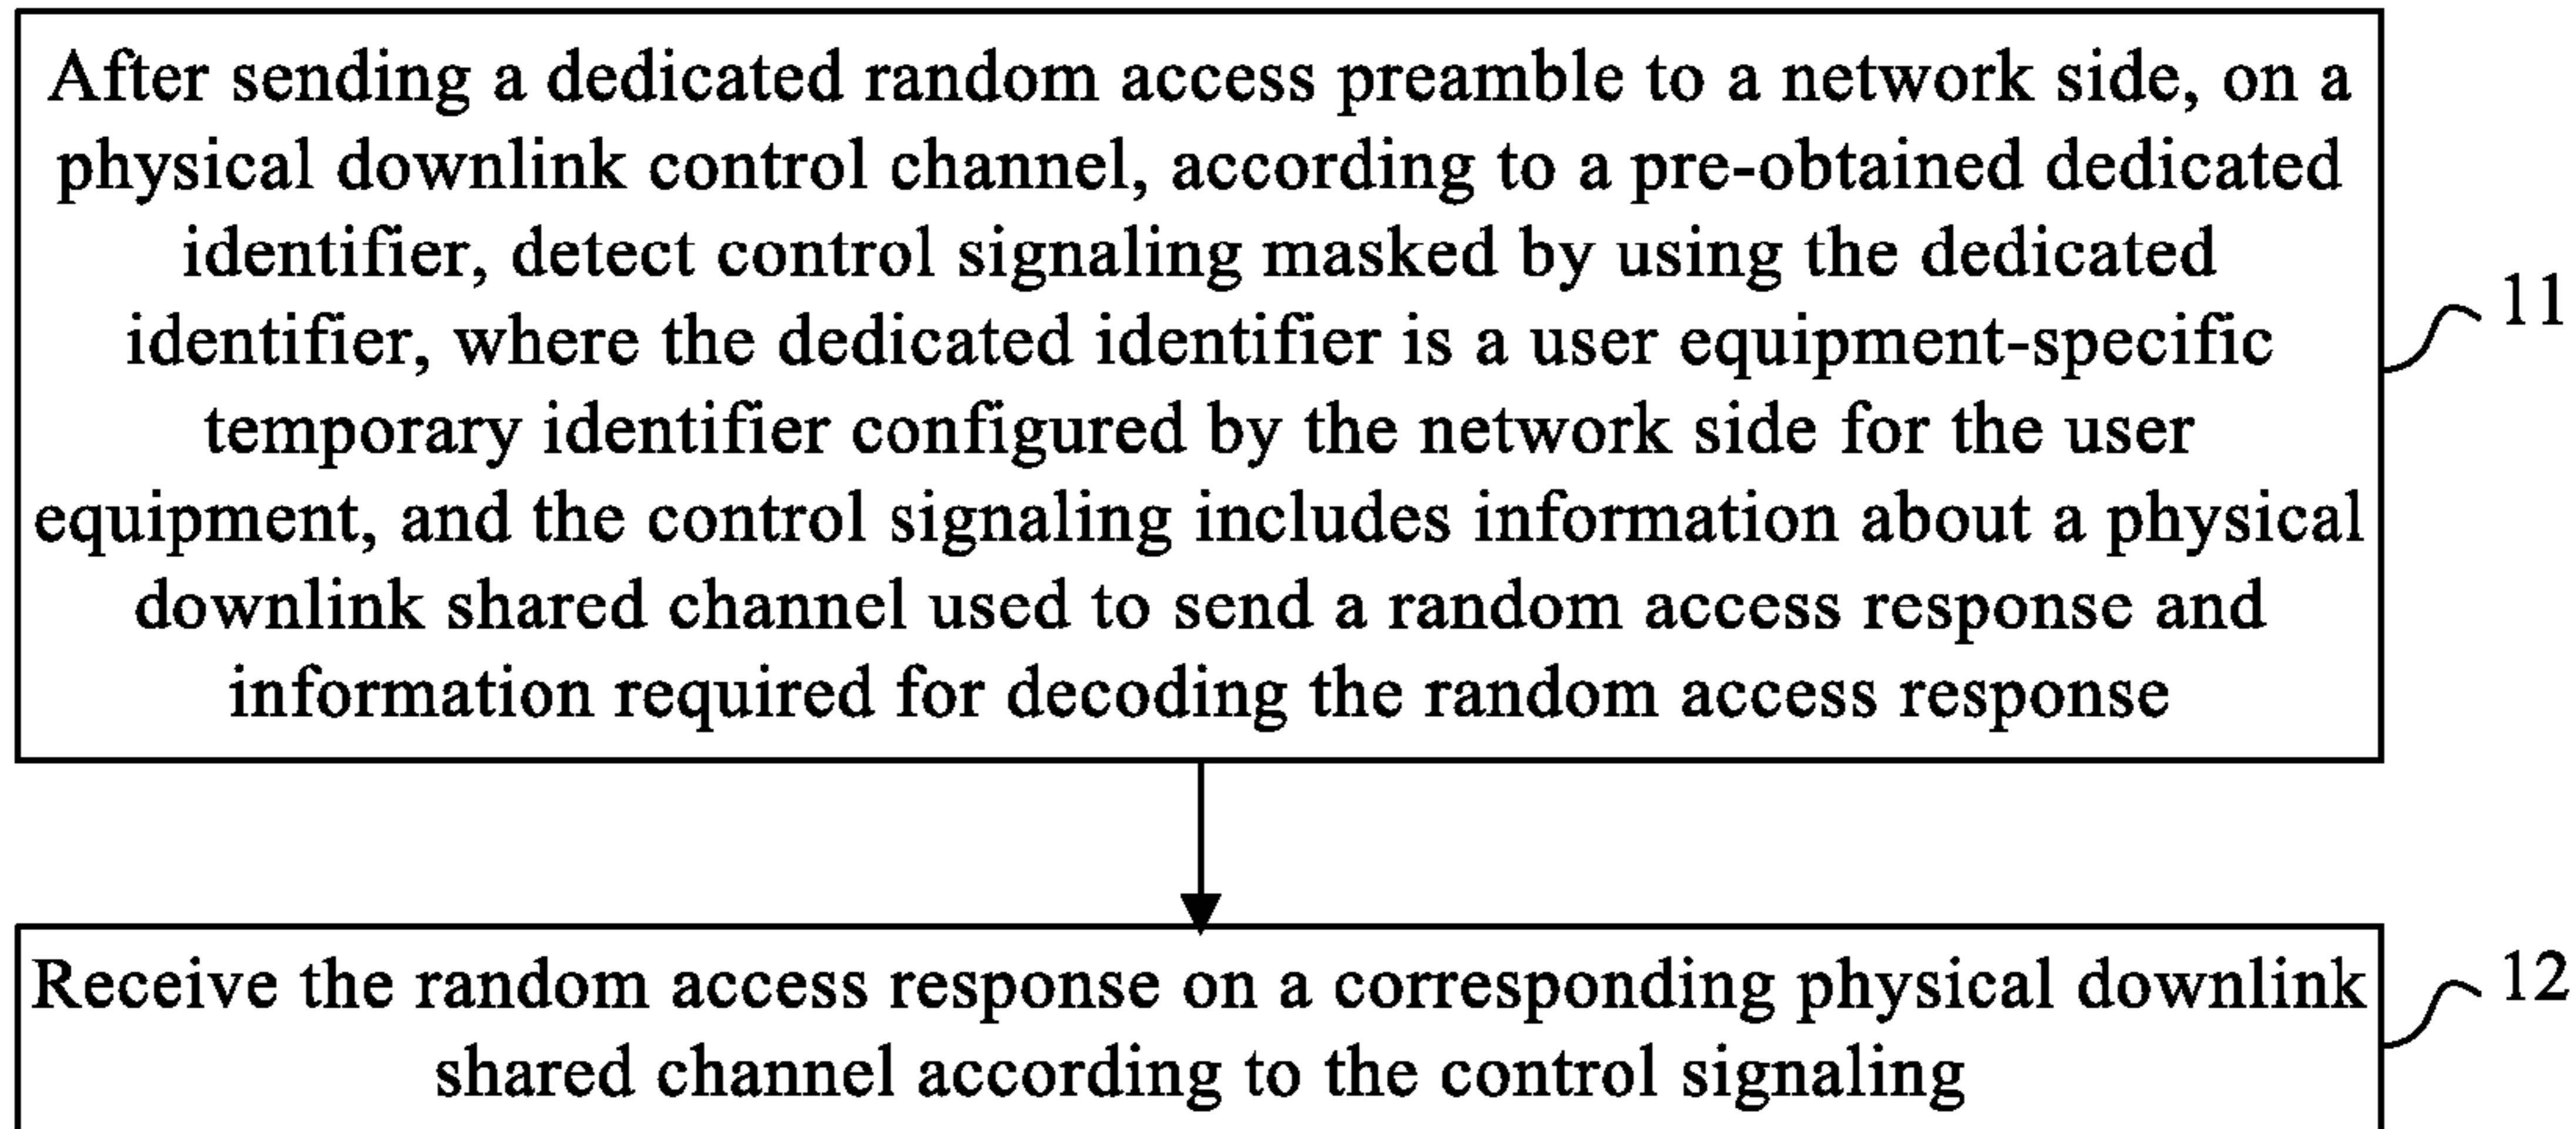 After sending a dedicated random access preamble to a network side, on a
physical downlink control channel, according to a pre-obtained dedicated
identifier, detect control signaling masked by using the dedicated
identifier, where the dedicated identifier is a user equipment-specific
temporary identifier configured by the network side for the user
equipment, and the control signaling includes information about a physical
downlink shared channel used to send a random access response and
information required for decoding the random access response
11
Receive the random access response on a corresponding physical downlink
shared channel according to the control signaling
12